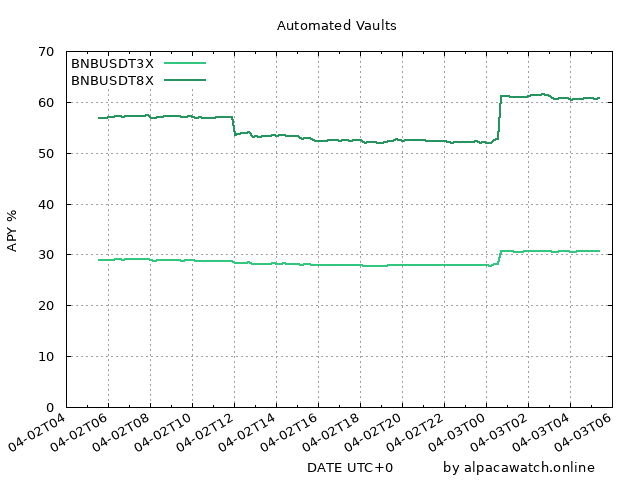 Automated Vaults
70
60
50
40
30
20
10
0
APY %
BNBUSDT3X
BNBUSDT8X
04-02T04
04-02T06
04-02T08
04-02T10
04-02T12
04-02T14
04-02T16
04-02T18
04-02T20
04-02T22
04-03T00
04-03T02
04-03T04
04-03T06
DATE UTC+0
by alpacawatch.online